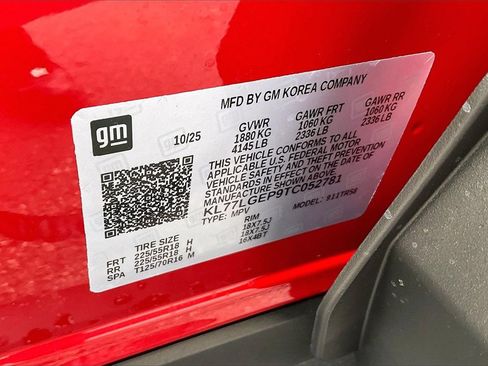 gm
MFD BY GM KOREA COMPANY
10/25
GVWR GAWR FRT GAWR RR
1880 KG 1060 KG 1060 KG
4145 LB 2336 LB 2336 LB
THIS VEHICLE CONFORMS TO ALL
APPLICABLE U.S. FEDERAL MOTOR
VEHICLE SAFETY AND THEFT PREVENTION
STANDARDS IN EFFECT ON THE DATE OF
MANUFACTURE SHOWN ABOVE.
KL77LGEP9TC052781
TYPE: MPV MODEL: 911TR58
TIRE SIZE RIM
FRT 225/55R18 H 18X7.5J
RR 225/55R18 H 18X7.5J
SPA T125/70R16 M 16X4BT